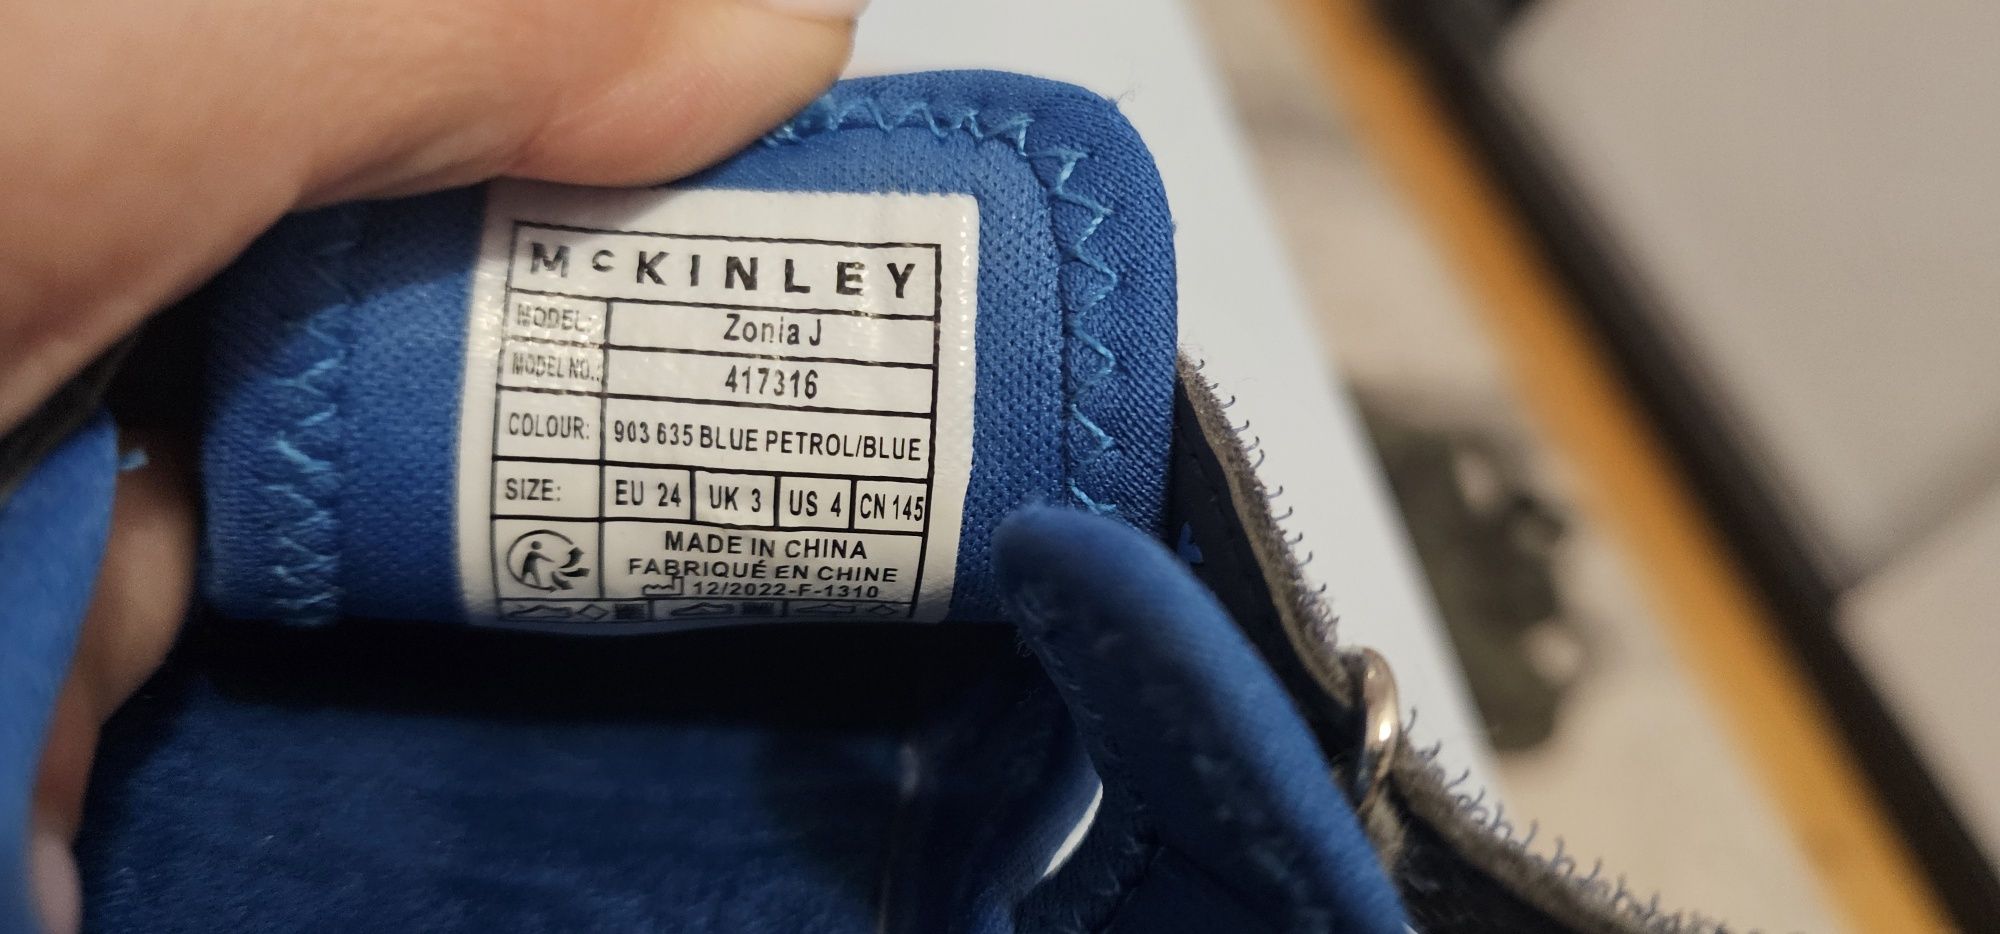 McKINLEY
MODEL: Zonia J
MODEL NO.: 417316
COLOUR: 903 635 BLUE PETROL/BLUE
SIZE: EU 24 UK 3 US 4 CN 145
MADE IN CHINA
FABRIQUÉ EN CHINE
12/2022-F-1310